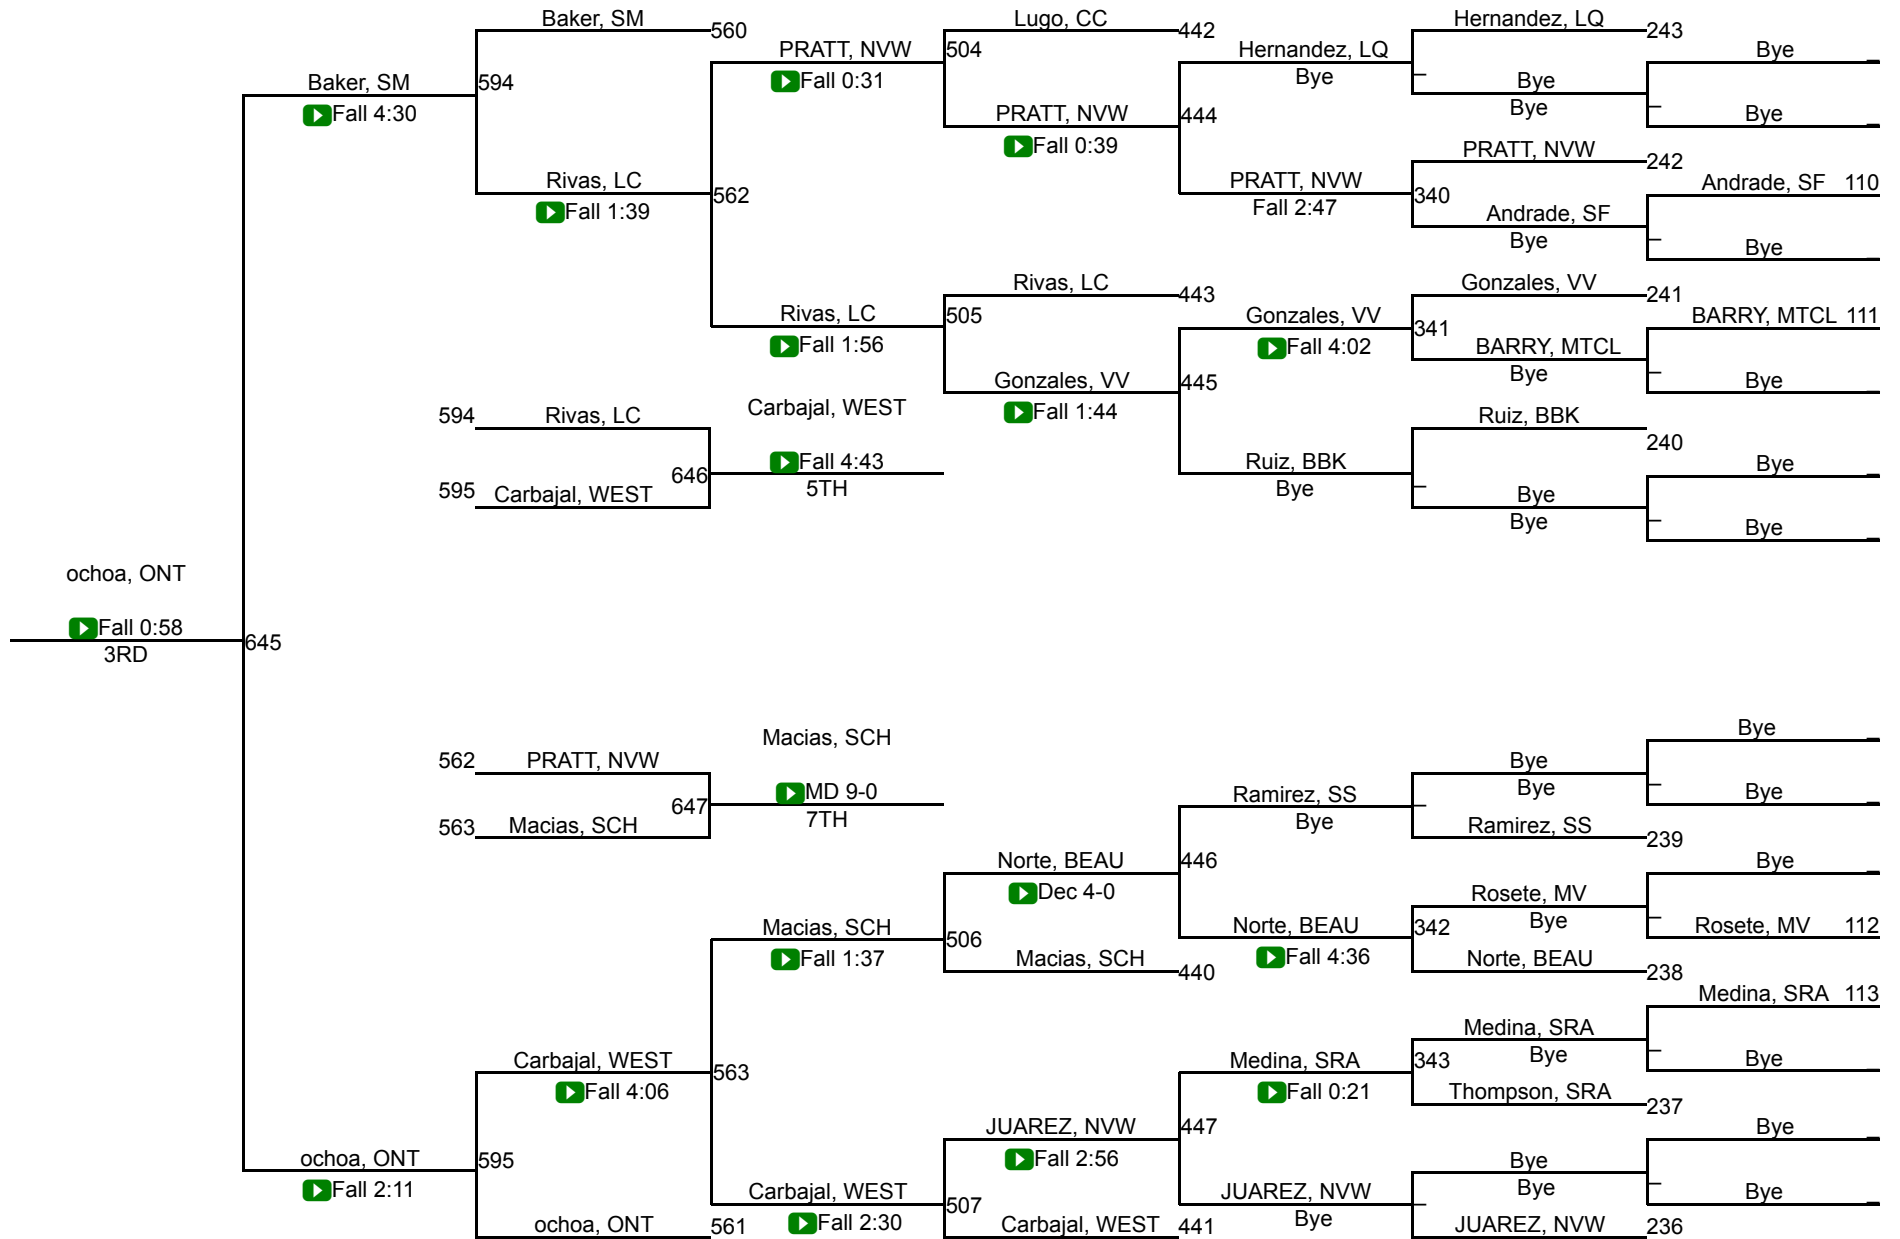 Baker, SM
560
Lugo, CC
442
Hernandez, LQ
243
PRATT, NVW
504
Hernandez, LQ
Bye
Bye
Baker, SM
594
Fall 0:31
Bye
Bye
Fall 4:30
PRATT, NVW
444
Bye
Fall 0:39
PRATT, NVW
242
Rivas, LC
562
PRATT, NVW
340
Andrade, SF 110
Fall 1:39
Fall 2:47
Andrade, SF
Bye
Bye
Rivas, LC
443
Gonzales, VV
241
Rivas, LC
505
Gonzales, VV
341
BARRY, MTCL 111
Fall 1:56
Fall 4:02
BARRY, MTCL
Bye
Gonzales, VV
445
Bye
594
Rivas, LC
Carbajal, WEST
Fall 1:44
Ruiz, BBK
240
646
Fall 4:43
Ruiz, BBK
Bye
595
Carbajal, WEST
5TH
Bye
Bye
Bye
Bye
ochoa, ONT
Fall 0:58
645
3RD
Macias, SCH
Bye
562
PRATT, NVW
Bye
647
MD 9-0
Ramirez, SS
Bye
Bye
563
Macias, SCH
7TH
Bye
Ramirez, SS
239
Norte, BEAU
446
Bye
Dec 4-0
Rosete, MV
Macias, SCH
506
Norte, BEAU
342
Bye
Rosete, MV 112
Fall 1:37
Macias, SCH
440
Fall 4:36
Norte, BEAU
238
Medina, SRA 113
Medina, SRA
Carbajal, WEST
563
Medina, SRA
343
Bye
Bye
Fall 4:06
Fall 0:21
Thompson, SRA
237
JUAREZ, NVW
447
Bye
ochoa, ONT
595
Fall 2:56
Bye
Fall 2:11
Carbajal, WEST
507
JUAREZ, NVW
Bye
Bye
Fall 2:30
Bye
ochoa, ONT
561
Carbajal, WEST
441
JUAREZ, NVW
236